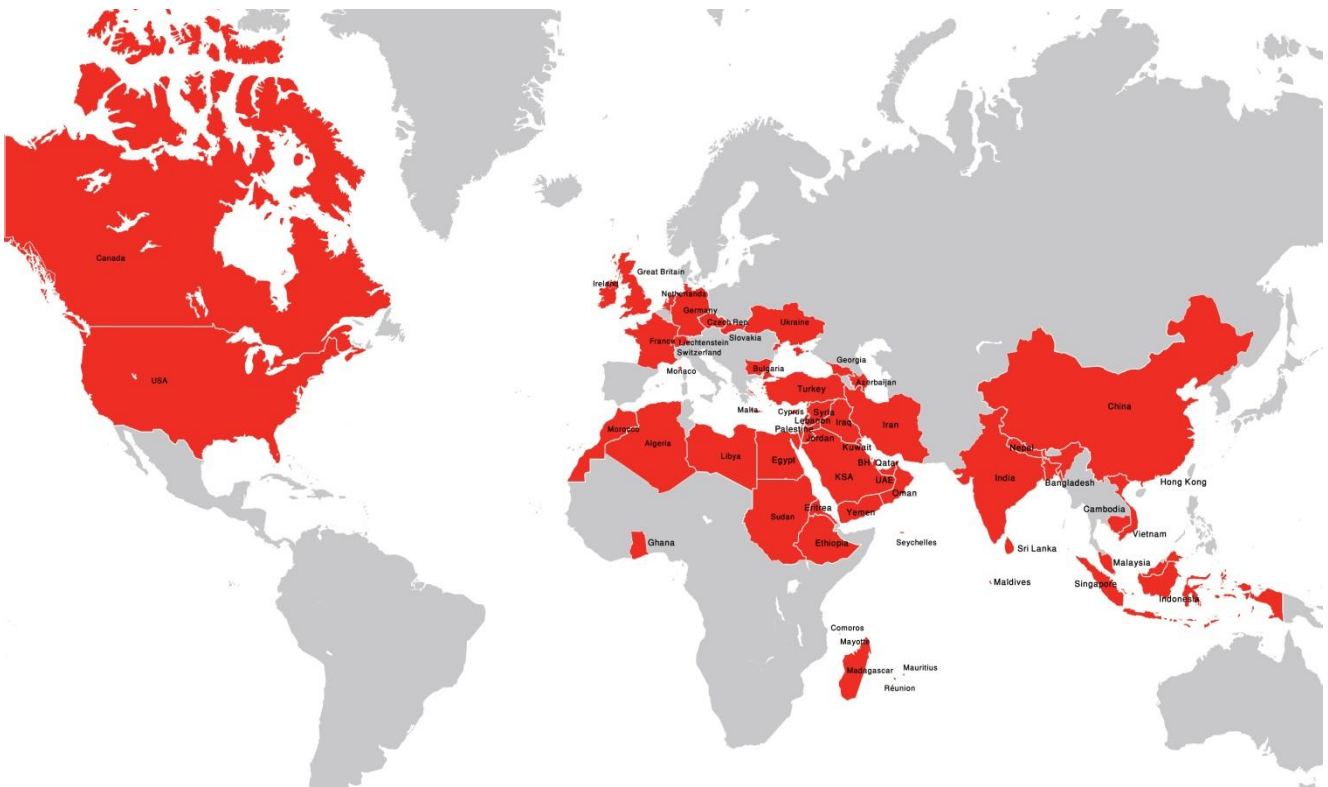 Canada
USA
Great Britain
Ireland
Netherlands
Germany
Czech Rep.
Ukraine
Slovakia
France
Liechtenstein
Switzerland
Monaco
Bulgaria
Georgia
Azerbaijan
Turkey
Malta
Cyprus
Syria
Lebanon
Iraq
Iran
Palestine
Jordan
Kuwait
Morocco
Algeria
Libya
Egypt
BH
Qatar
KSA
UAE
Oman
Yemen
Eritrea
Sudan
Ethiopia
Ghana
Seychelles
China
Nepal
India
Bangladesh
Hong Kong
Cambodia
Vietnam
Sri Lanka
Malaysia
Maldives
Singapore
Indonesia
Comoros
Mayotte
Madagascar
Mauritius
Réunion